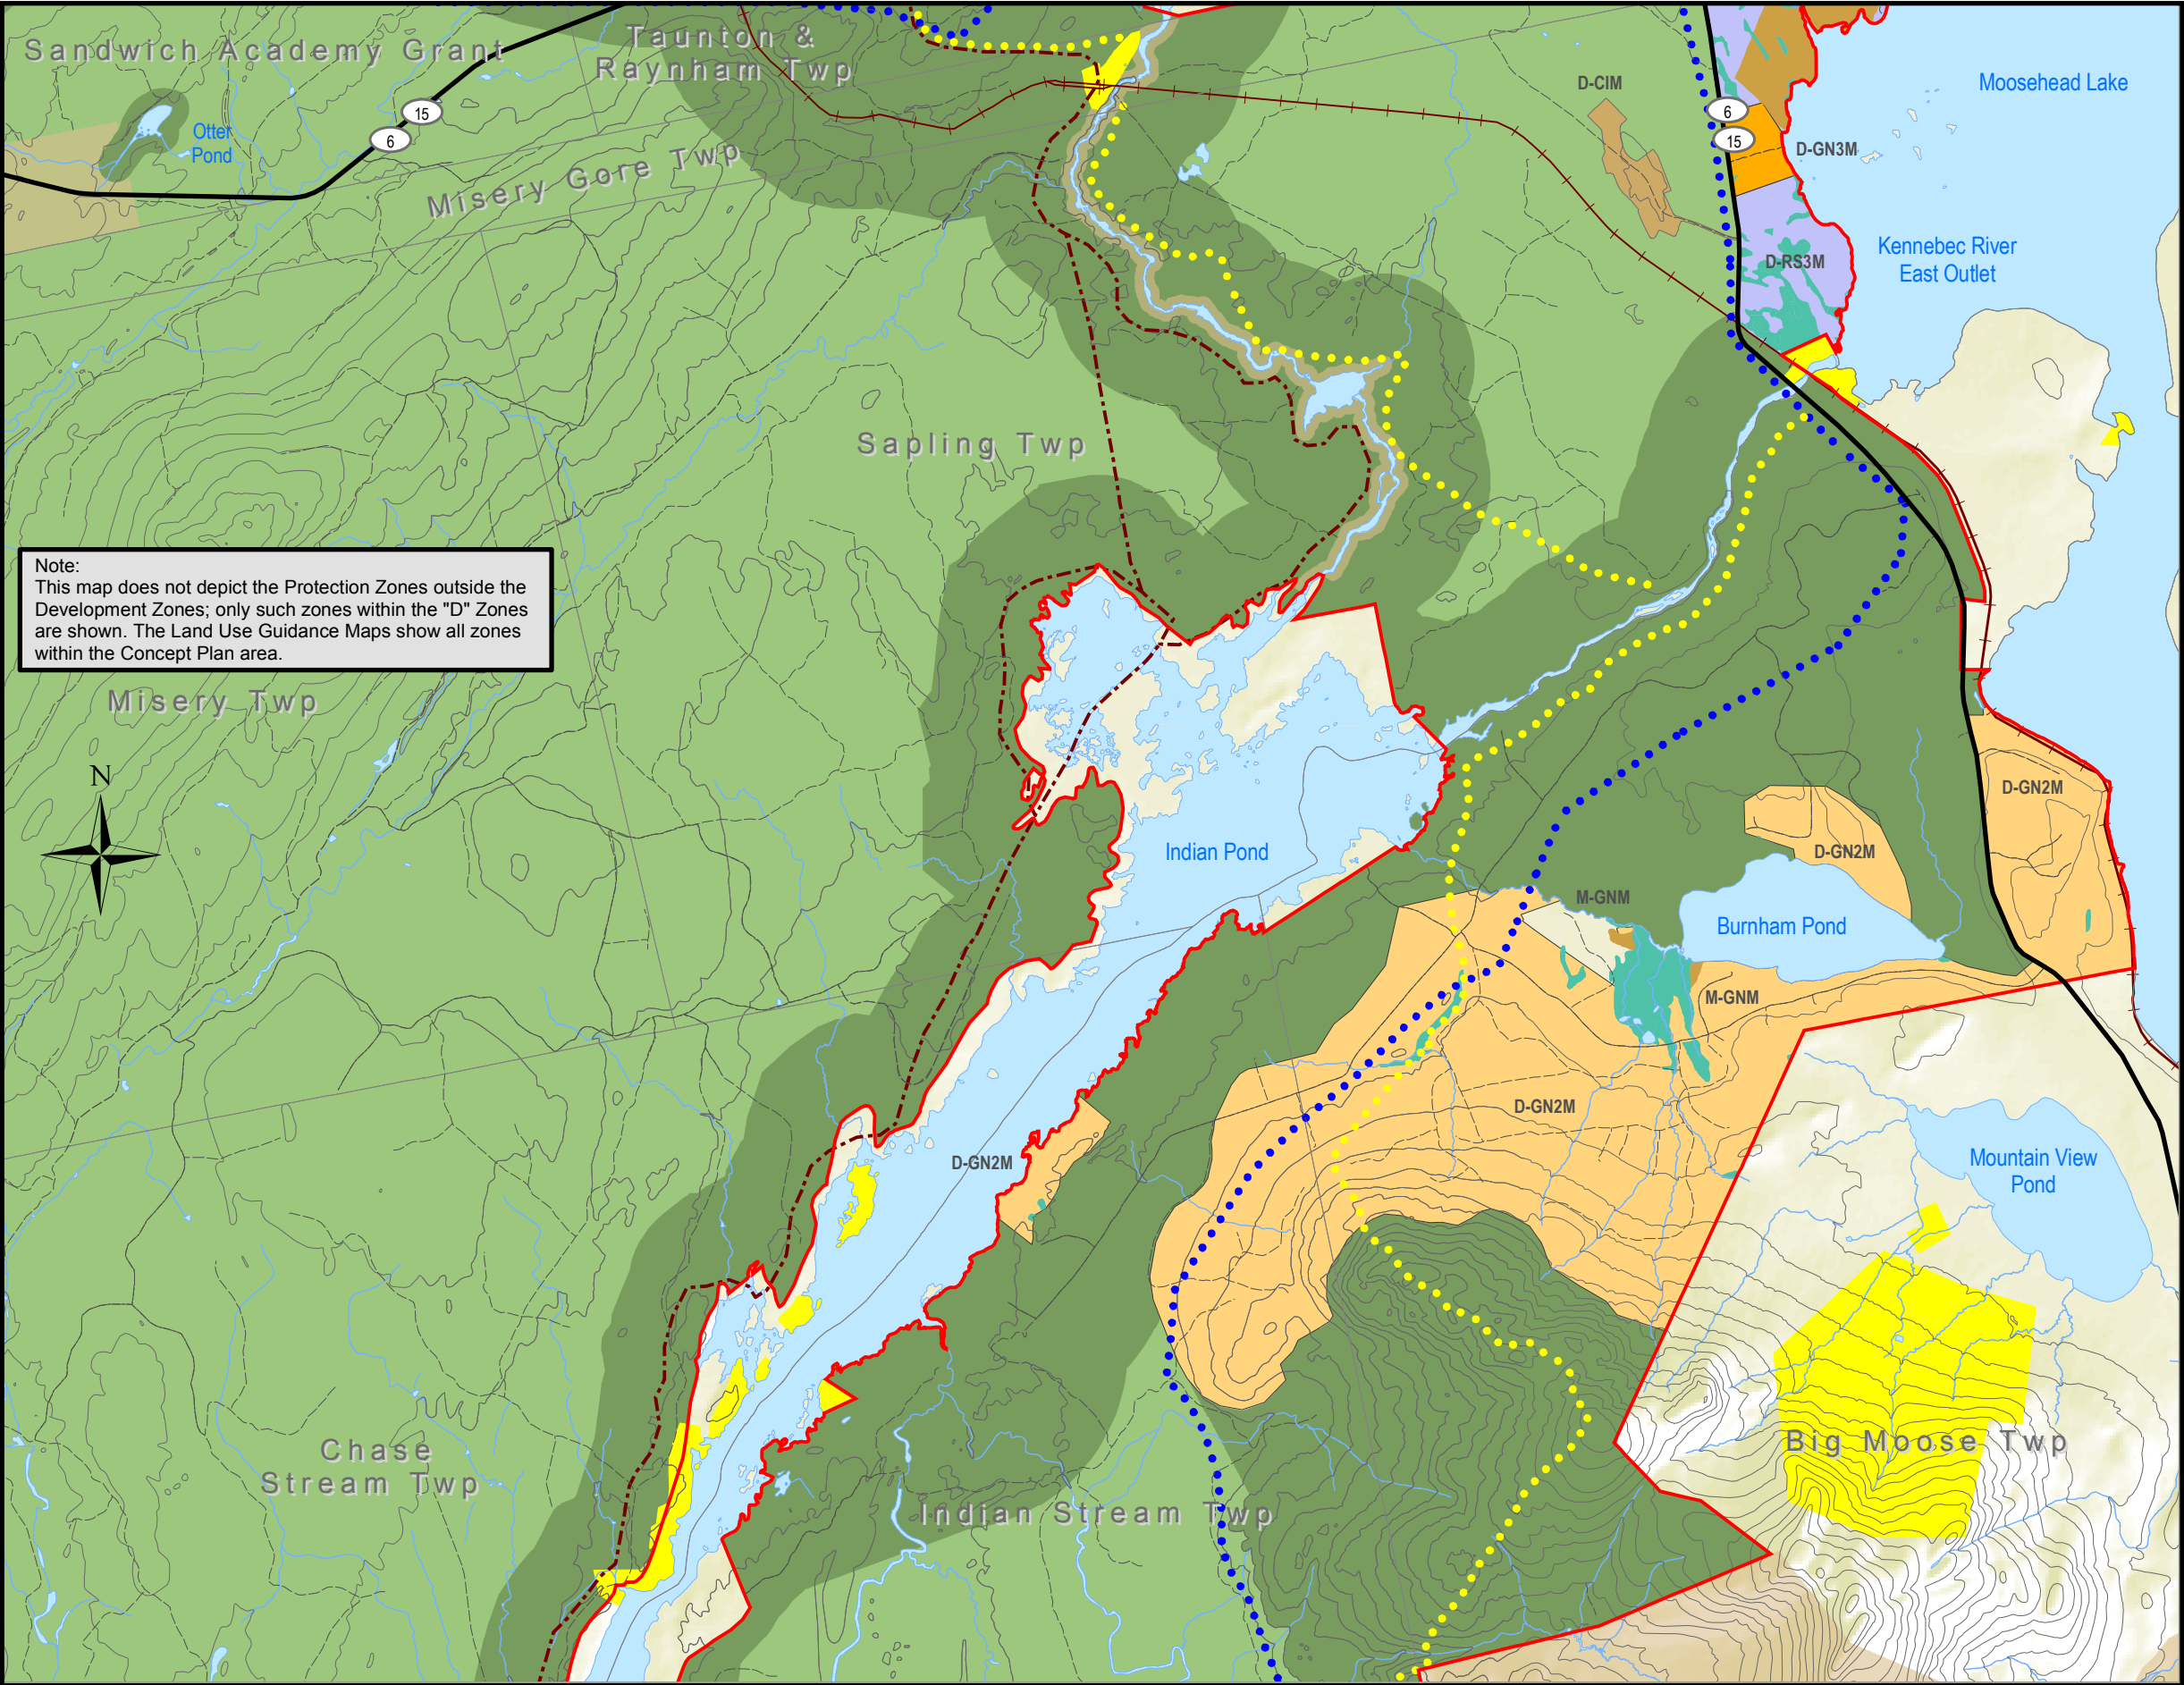 Sandwich Academy Grant
Taunton &
Raynham Twp
Moosehead Lake
D-CIM
6
15
15
6
Otter
Pond
D-GN3M
Misery Gore Twp
Kennebec River
East Outlet
D-RS3M
Sapling Twp
Note:
This map does not depict the Protection Zones outside the
Development Zones; only such zones within the "D" Zones
are shown. The Land Use Guidance Maps show all zones
within the Concept Plan area.
Misery Twp
N
D-GN2M
Indian Pond
D-GN2M
M-GNM
Burnham Pond
M-GNM
D-GN2M
D-GN2M
Mountain View
Pond
Big Moose Twp
Chase
Stream Twp
Indian Stream Twp